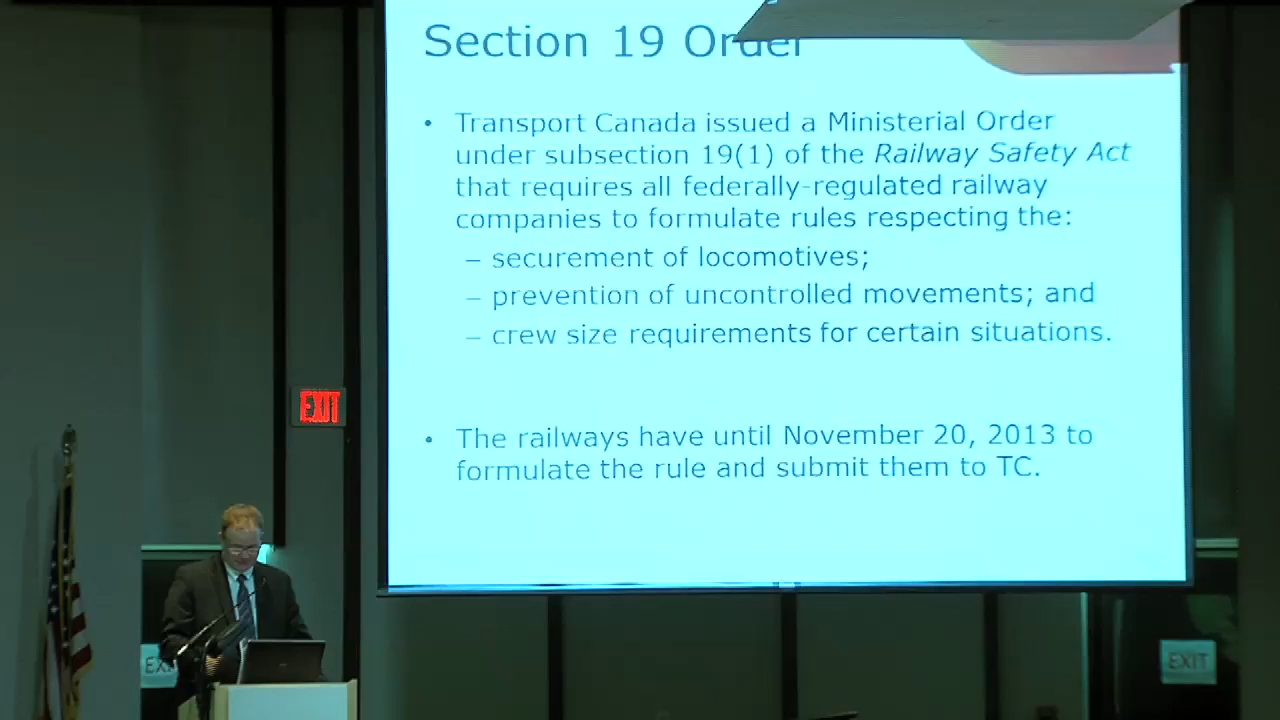 Section 19 Order
• Transport Canada issued a Ministerial Order
under subsection 19(1) of the Railway Safety Act
that requires all federally-regulated railway
companies to formulate rules respecting the:
– securement of locomotives;
– prevention of uncontrolled movements; and
– crew size requirements for certain situations.
EXIT
• The railways have until November 20, 2013 to
formulate the rule and submit them to TC.
EXIT
EXIT